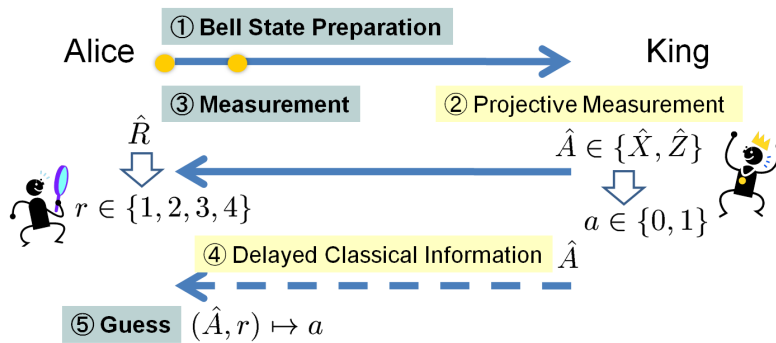 ① Bell State Preparation
Alice
King
③ Measurement
② Projective Measurement
R̂
Â ∈ {X̂, Ẑ}
r ∈ {1, 2, 3, 4}
a ∈ {0, 1}
④ Delayed Classical Information
Â
⑤ Guess (Â, r) ↦ a